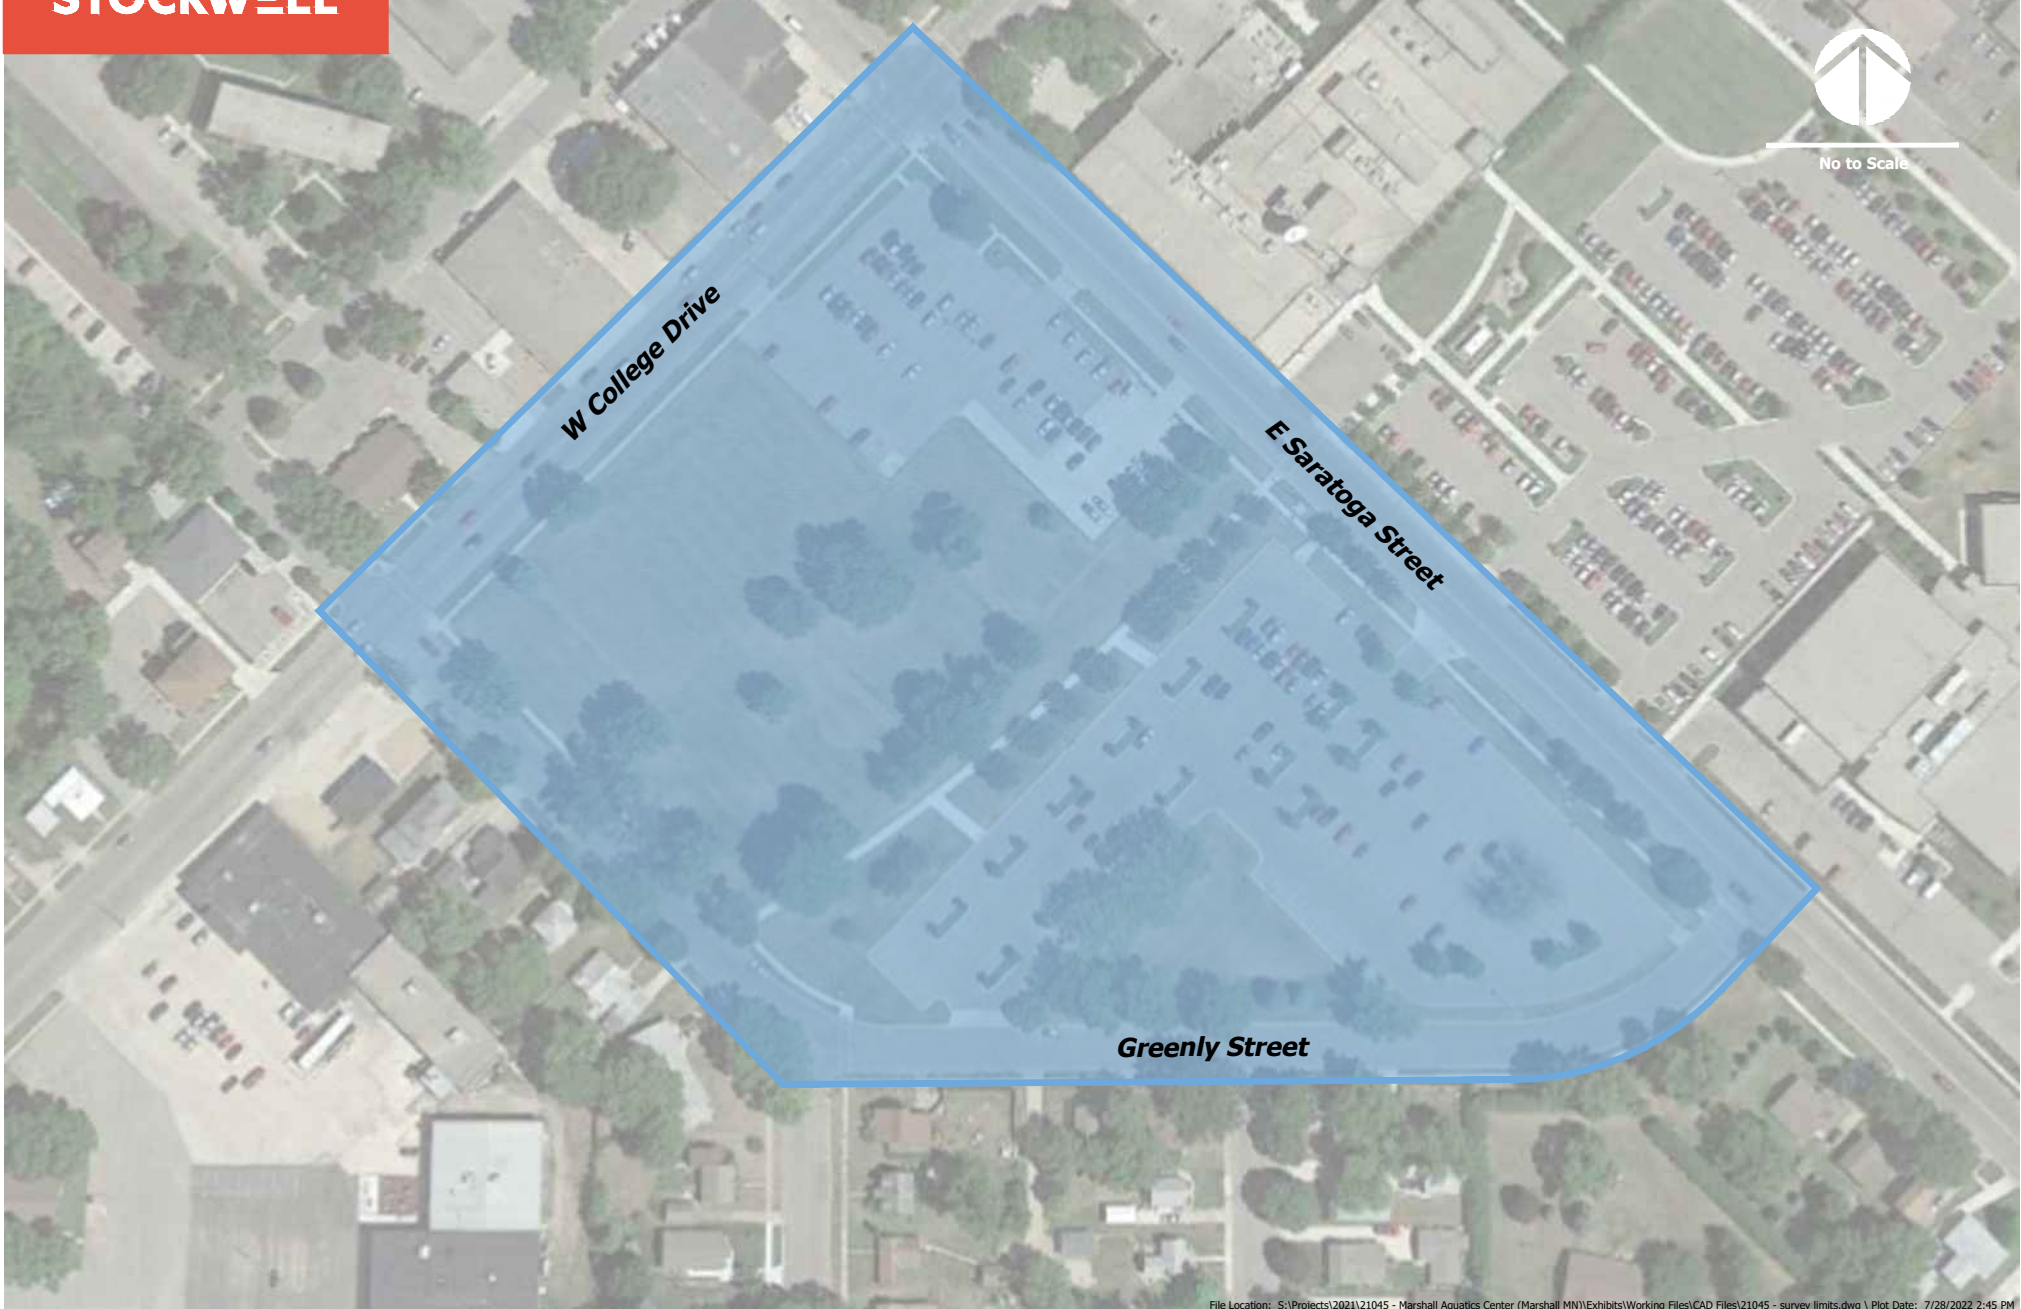 STOCKWELL
No to Scale
W College Drive
E Saratoga Street
Greenly Street
File Location: S:\Projects\2021\21045 - Marshall Aquatics Center (Marshall MN)\Exhibits\Working Files\CAD Files\21045 - survey limits.dwg \ Plot Date: 7/28/2022 2:45 PM